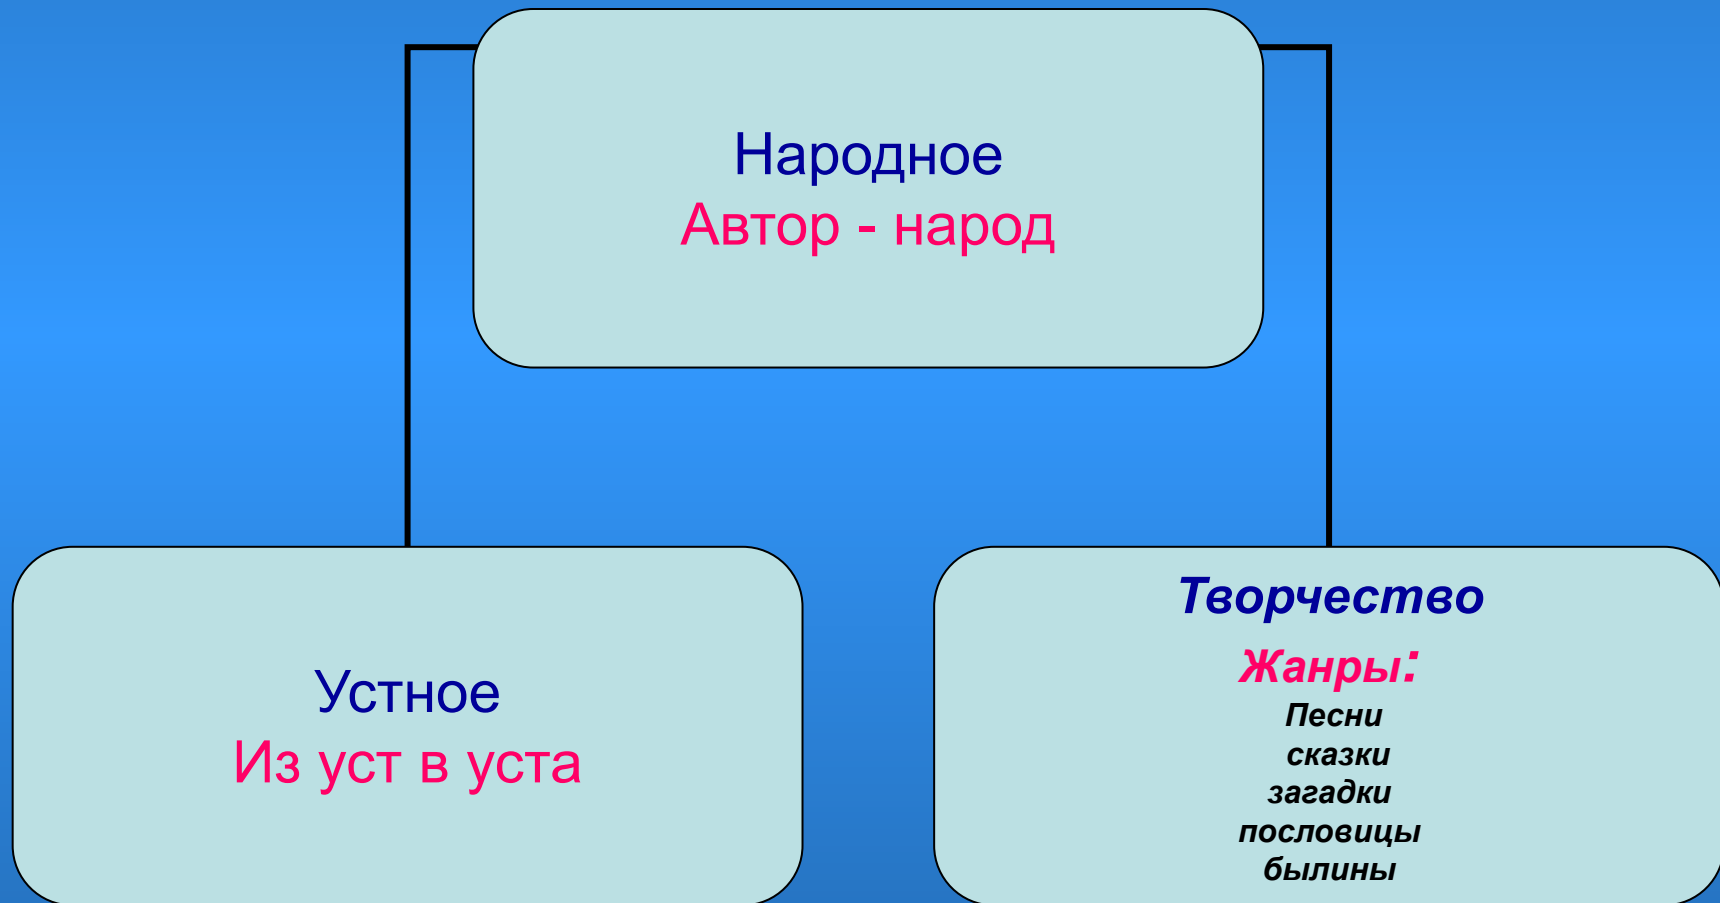 Народное
Автор - народ
Устное
Из уст в уста
Творчество
Жанры:
Песни
сказки
загадки
пословицы
былины